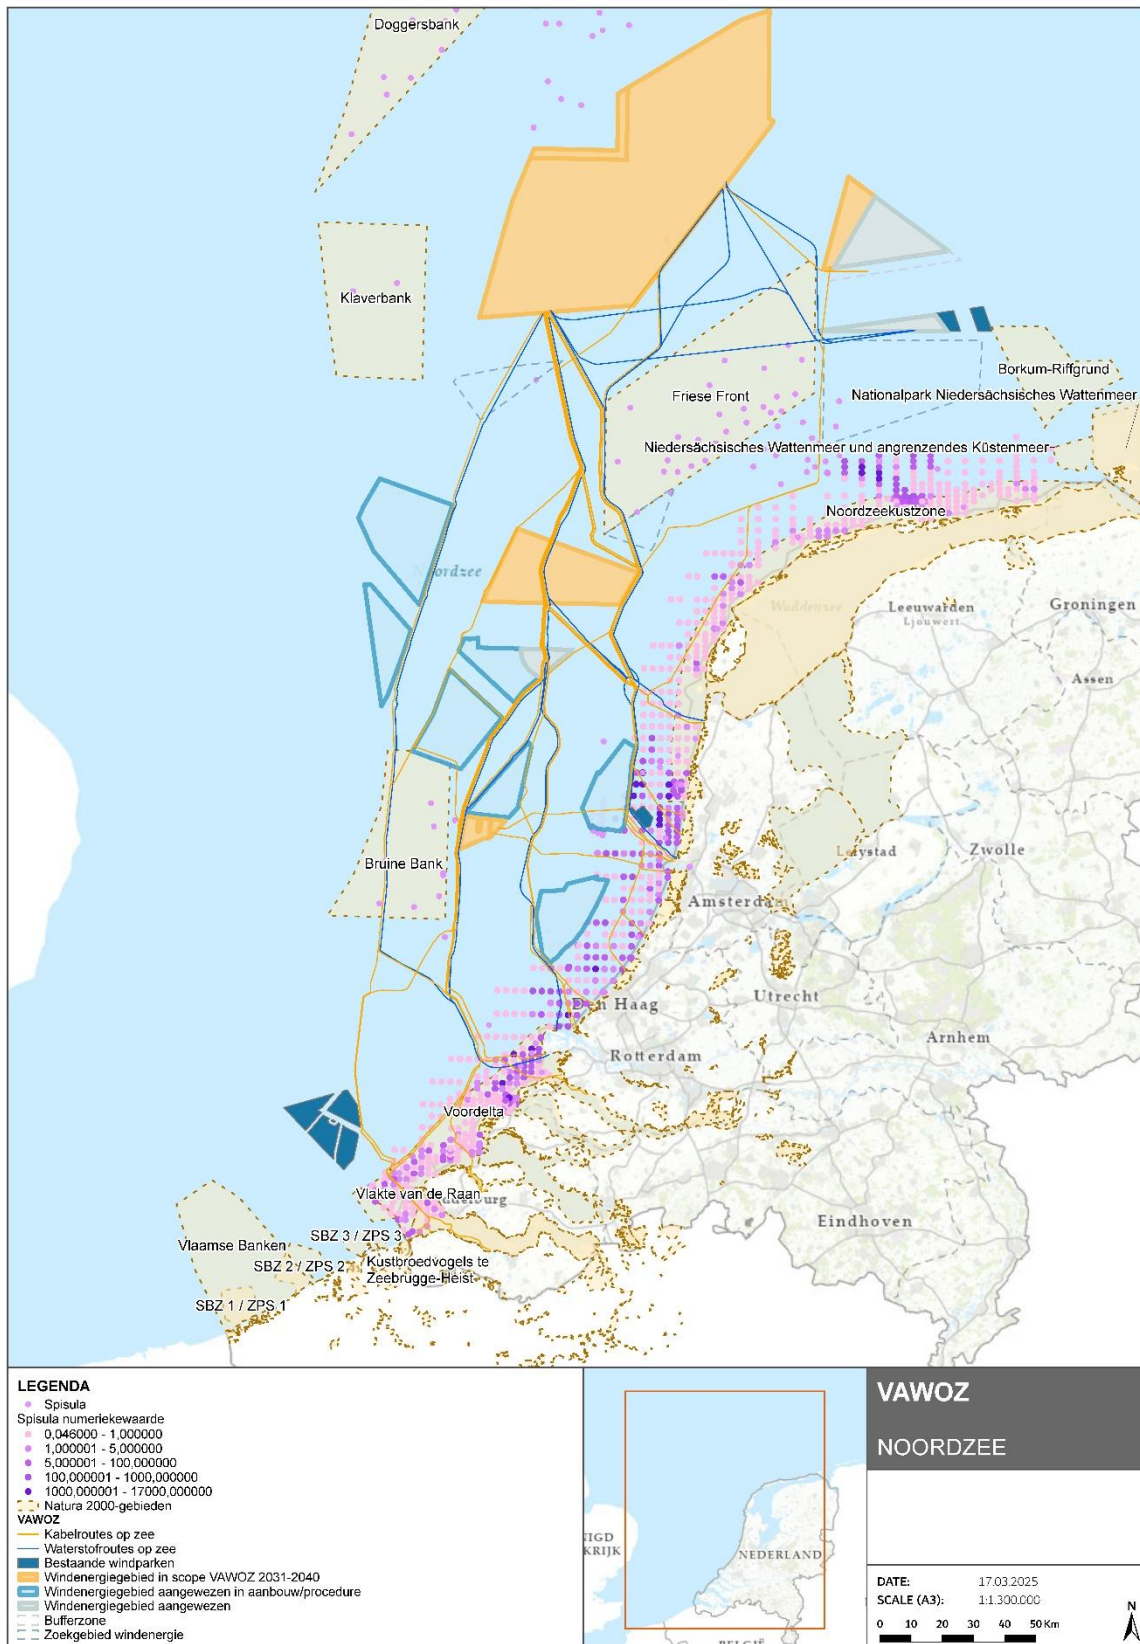 Doggersbank
Klaverbank
Borkum-Riffgrund
Friese Front
Nationalpark Niedersächsisches Wattenmeer
Niedersächsisches Wattenmeer und angrenzendes Küstenmeer
Noordzeekustzone
Noordzee
Waddensee
Leeuwarden
Ljouwert
Groningen
Assen
Lelystad
Zwolle
Bruine Bank
Amsterdam
Den Haag
Utrecht
Arnhem
Rotterdam
Voordelta
Vlakte van de Raan
delburg
Eindhoven
SBZ 3 / ZPS 3
Vlaamse Banken
SBZ 2 / ZPS 2
Kustbroedvogels te
Zeebrugge-Heist
SBZ 1 / ZPS 1
LEGENDA
Spisula
Spisula numeriekewaarde
0,046000 - 1,000000
1,000001 - 5,000000
5,000001 - 100,000000
100,000001 - 1000,000000
1000,000001 - 17000,000000
Natura 2000-gebieden
VAWOZ
Kabelroutes op zee
Waterstofroutes op zee
Bestaande windparken
Windenergiegebied in scope VAWOZ 2031-2040
Windenergiegebied aangewezen in aanbouw/procedure
Windenergiegebied aangewezen
Bufferzone
Zoekgebied windenergie
NIGD
KRIJK
NEDERLAND
BELGIË
VAWOZ
NOORDZEE
DATE: 17.03.2025
SCALE (A3): 1:1.300.000
0 10 20 30 40 50 Km
N